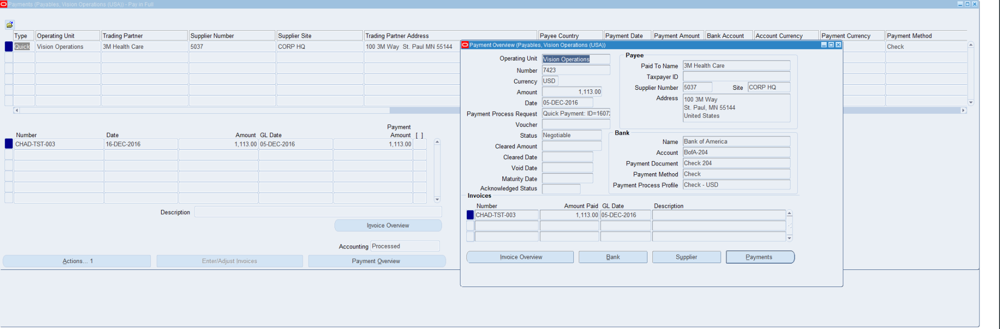 Payments (Payables, Vision Operations (USA)) - Pay in Full
Type Operating Unit Trading Partner Supplier Number Supplier Site Trading Partner Address Payee Country Payment Date Payment Amount Bank Account Account Currency Payment Currency Payment Method
Quick Vision Operations 3M Health Care 5037 CORP HQ 100 3M Way St. Paul MN 55144 Check
Payment
Number Date Amount GL Date Amount [ ]
CHAD-TST-003 16-DEC-2016 1,113.00 05-DEC-2016 1,113.00
Description
Invoice Overview
Accounting Processed
Actions... 1 Enter/Adjust Invoices Payment Overview
Payment Overview (Payables, Vision Operations (USA))
Operating Unit Vision Operations
Number 7423
Currency USD
Amount 1,113.00
Date 05-DEC-2016
Payment Process Request Quick Payment: ID=1607
Voucher
Status Negotiable
Cleared Amount
Cleared Date
Void Date
Maturity Date
Acknowledged Status
Payee
Paid To Name 3M Health Care
Taxpayer ID
Supplier Number 5037 Site CORP HQ
Address 100 3M Way
St. Paul, MN 55144
United States
Bank
Name Bank of America
Account BofA-204
Payment Document Check 204
Payment Method Check
Payment Process Profile Check - USD
Invoices
Number Amount Paid GL Date Description
CHAD-TST-003 1,113.00 05-DEC-2016
Invoice Overview Bank Supplier Payments